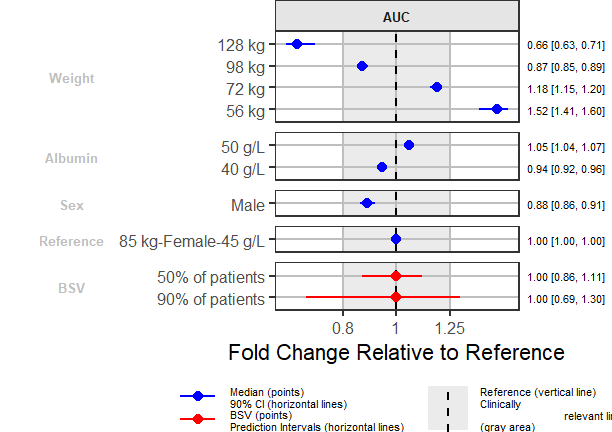 AUC
Weight
128 kg 0.66 [0.63, 0.71]
98 kg 0.87 [0.85, 0.89]
72 kg 1.18 [1.15, 1.20]
56 kg 1.52 [1.41, 1.60]
Albumin
50 g/L 1.05 [1.04, 1.07]
40 g/L 0.94 [0.92, 0.96]
Sex Male 0.88 [0.86, 0.91]
Reference 85 kg-Female-45 g/L 1.00 [1.00, 1.00]
BSV
50% of patients 1.00 [0.86, 1.11]
90% of patients 1.00 [0.69, 1.30]
0.8 1 1.25
Fold Change Relative to Reference
Median (points)
90% CI (horizontal lines)
BSV (points)
Prediction Intervals (horizontal lines)
Reference (vertical line)
Clinically
relevant
(gray area)